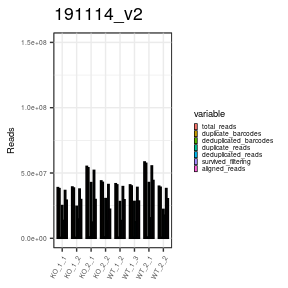 191114_v2
1.5e+08
1.0e+08
5.0e+07
0.0e+00
Reads
KO_1_1
KO_1_2
KO_2_1
KO_2_2
WT_1_2
WT_1_3
WT_2_1
WT_2_2
variable
total_reads
duplicate_barcodes
deduplicated_barcodes
duplicate_reads
deduplicated_reads
survived_filtering
aligned_reads